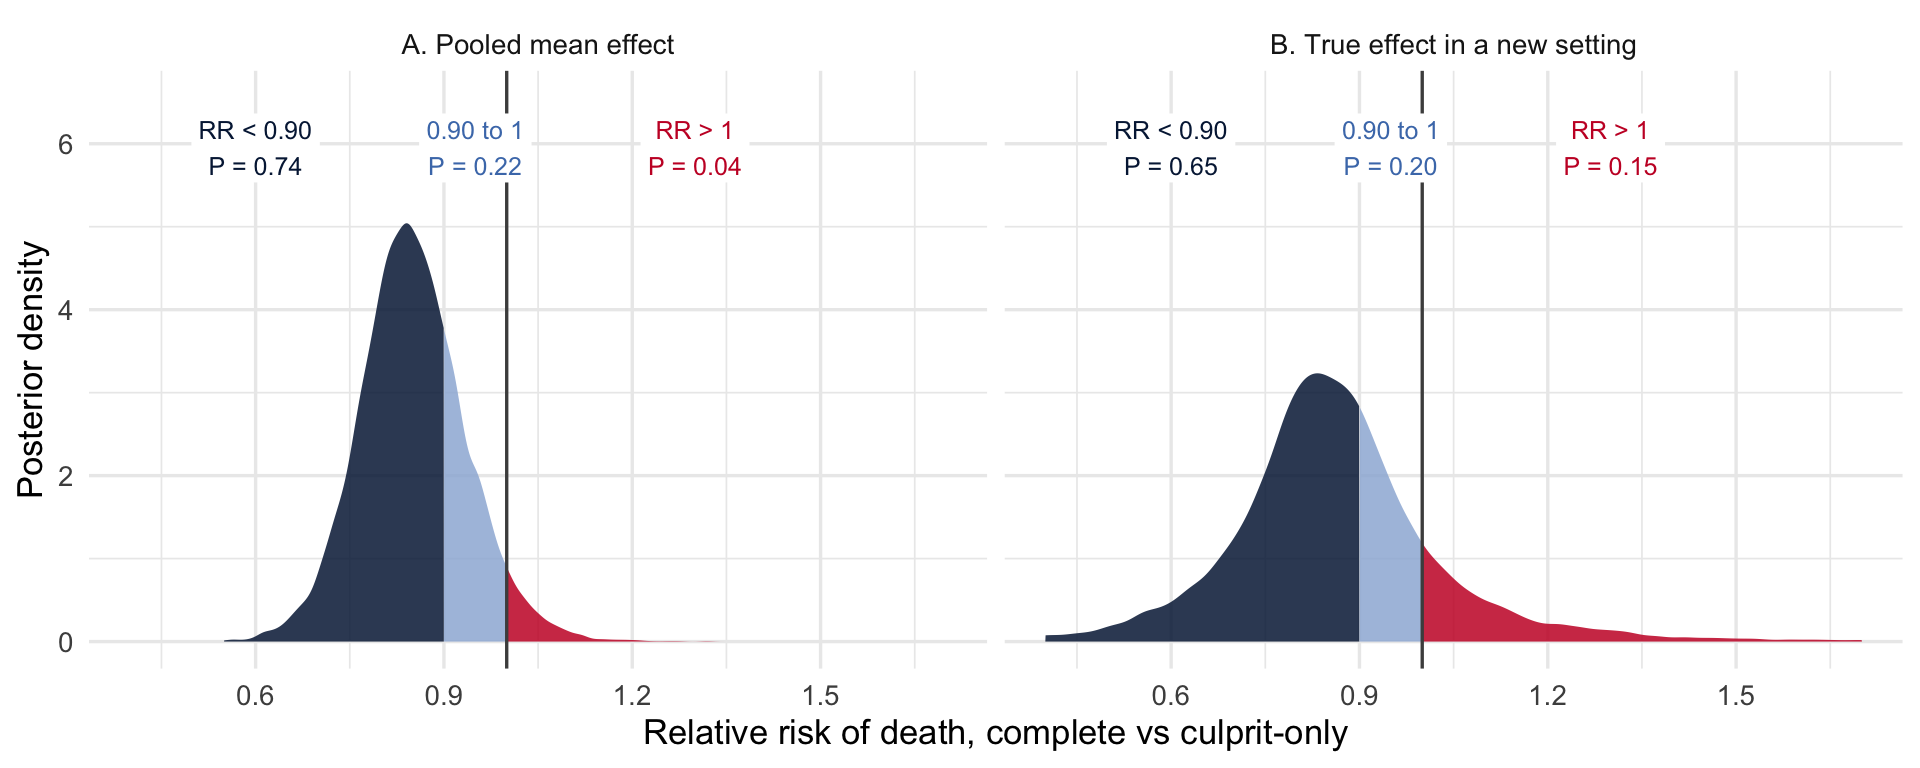 A. Pooled mean effect
B. True effect in a new setting
RR < 0.90
P = 0.74
0.90 to 1
P = 0.22
RR > 1
P = 0.04
RR < 0.90
P = 0.65
0.90 to 1
P = 0.20
RR > 1
P = 0.15
Posterior density
6
4
2
0
0.6
0.9
1.2
1.5
0.6
0.9
1.2
1.5
Relative risk of death, complete vs culprit-only